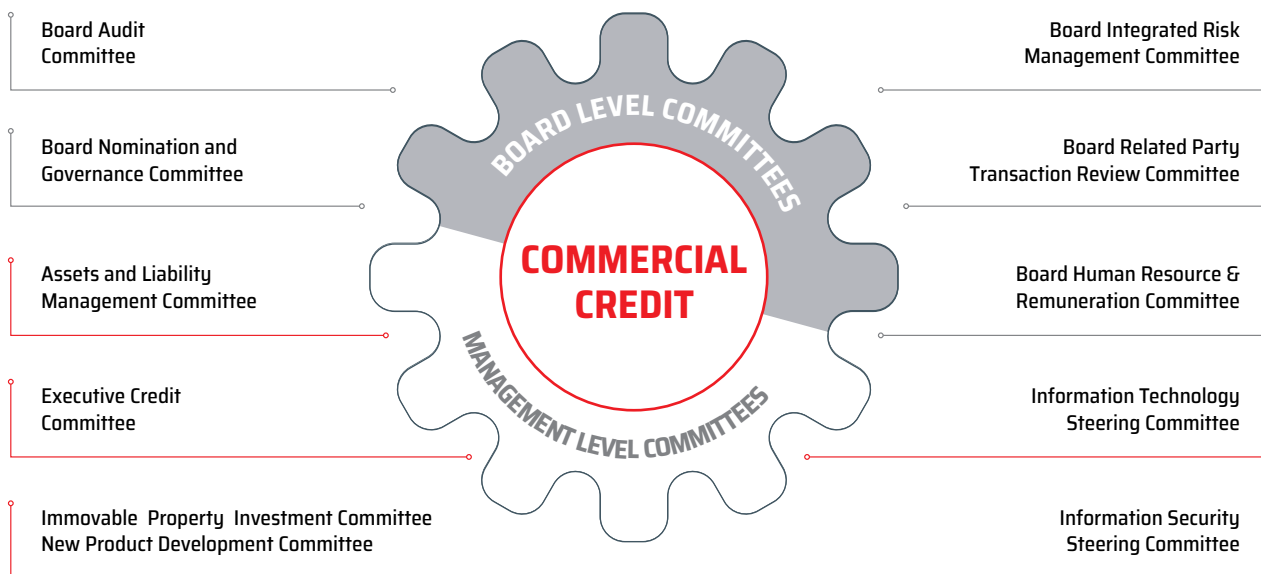 Board Audit
Committee
Board Nomination and
Governance Committee
Assets and Liability
Management Committee
Executive Credit
Committee
Immovable Property Investment Committee
New Product Development Committee
BOARD LEVEL COMMITTEES
COMMERCIAL
CREDIT
MANAGEMENT LEVEL COMMITTEES
Board Integrated Risk
Management Committee
Board Related Party
Transaction Review Committee
Board Human Resource &
Remuneration Committee
Information Technology
Steering Committee
Information Security
Steering Committee